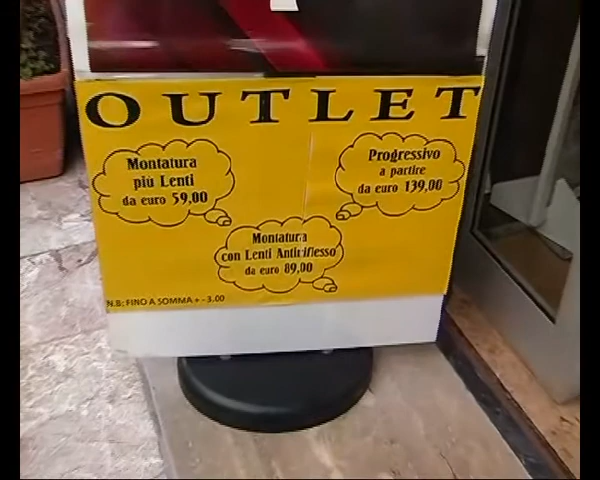 OUTLET
Montatura
più Lenti
da euro 59,00
Progressivo
a partire
da euro 139,00
Montatura
con Lenti Antiriflesso
da euro 89,00
N.B: FINO A SOMMA + - 3.00